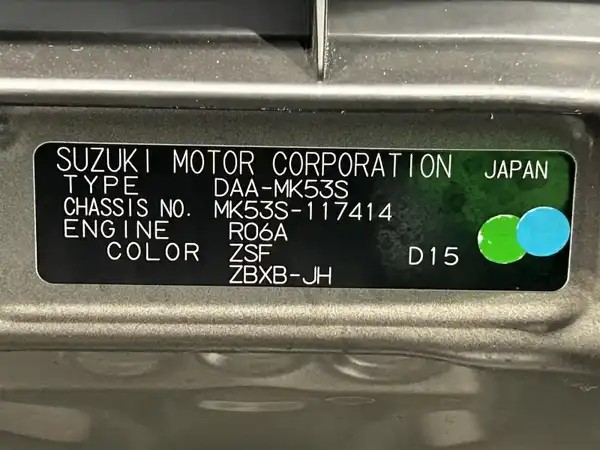 SUZUKI MOTOR CORPORATION JAPAN
TYPE DAA-MK53S
CHASSIS NO. MK53S-117414
ENGINE R06A
COLOR ZSF D15
ZBXB-JH